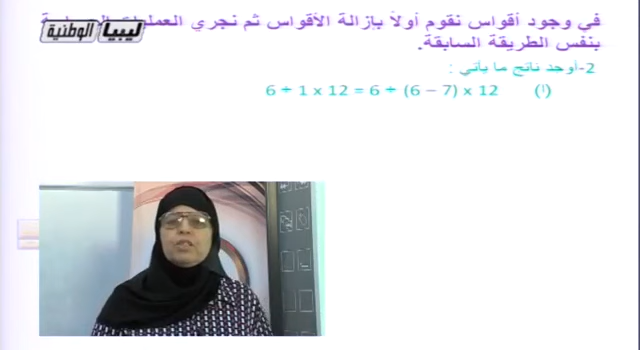 في وجود أقواس نقوم أولاً بإزالة الأقواس ثم نجري
ليبيا الوطنية
بنفس الطريقة السابقة.
2-أوجد ناتج ما يأتي :
(ا) 6 ÷ 1 x 12 = 6 ÷ (6 – 7) x 12